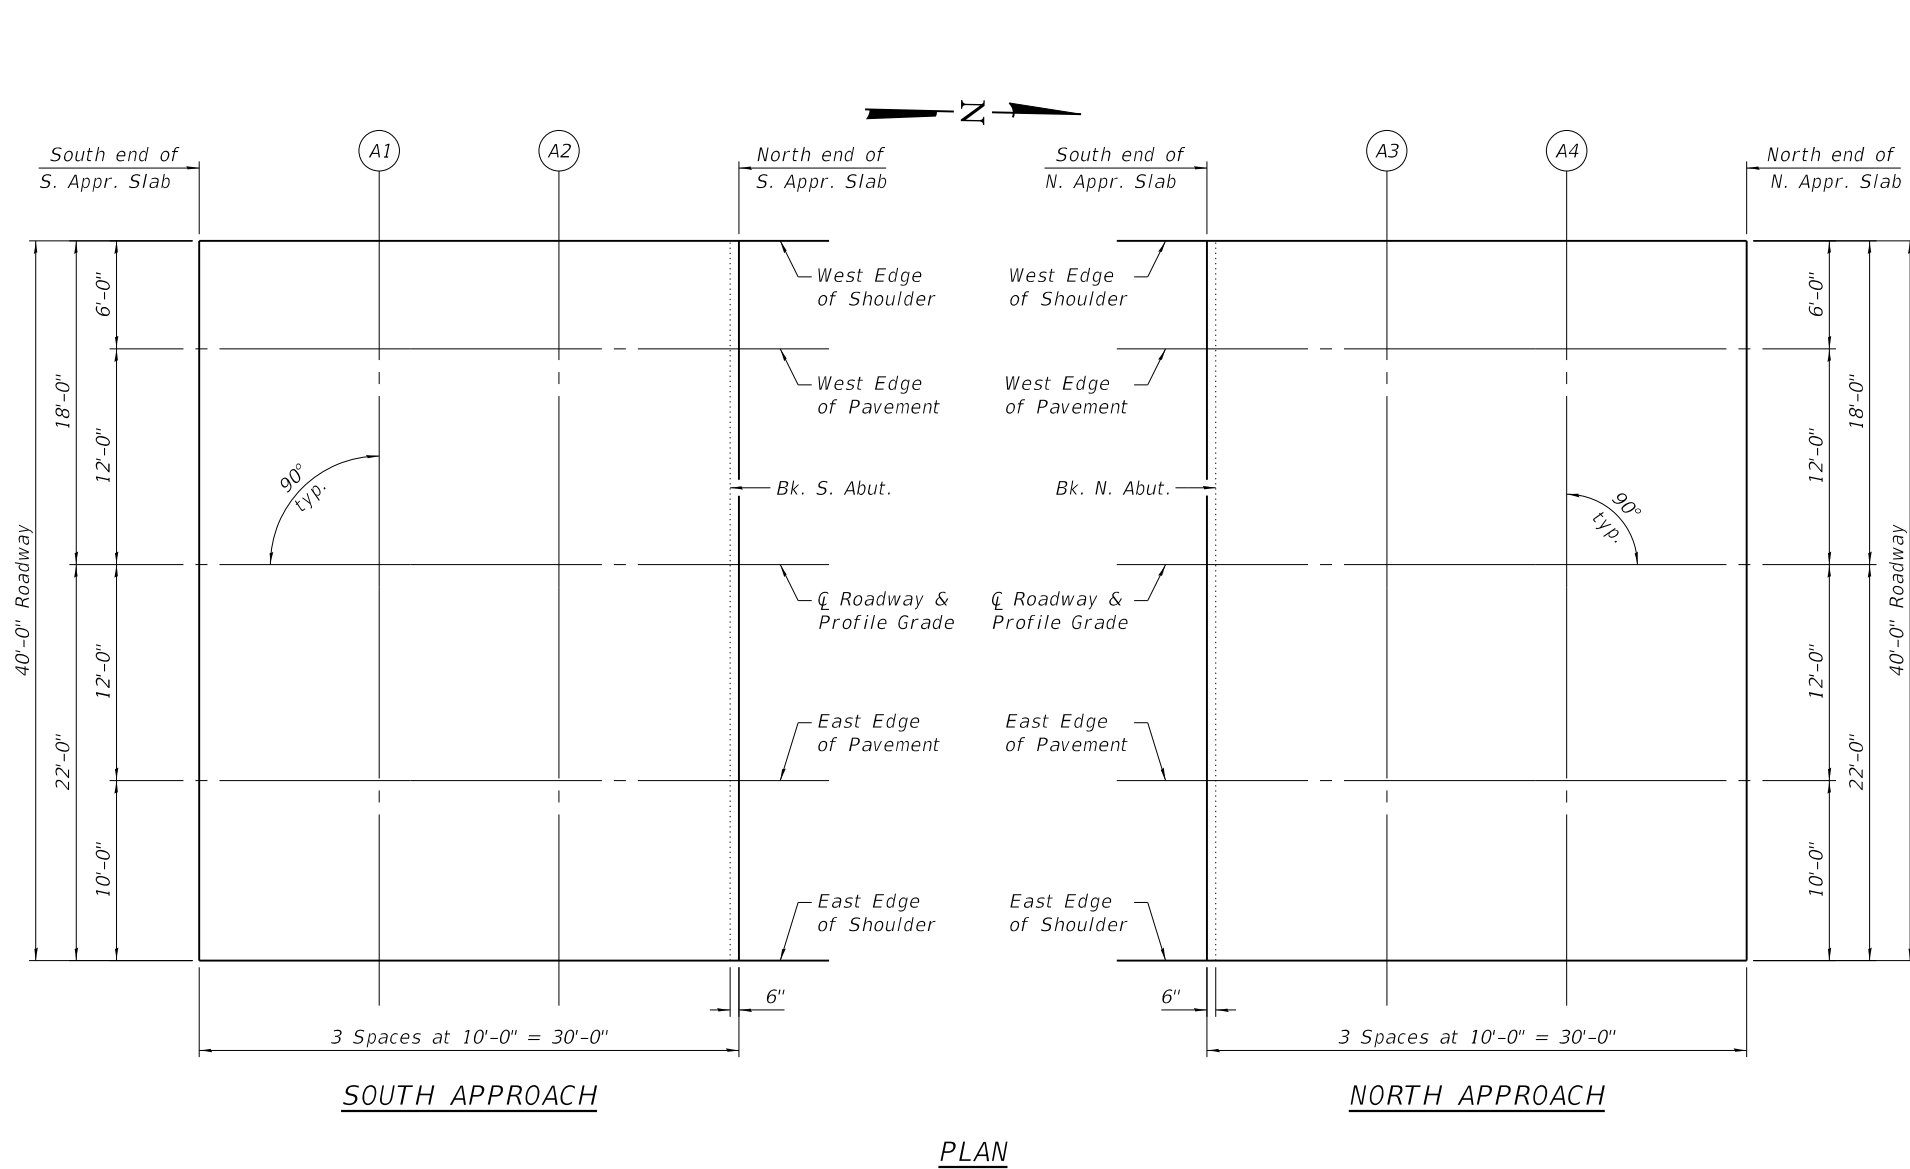 N
South end of
S. Appr. Slab
A1
A2
North end of
S. Appr. Slab
South end of
N. Appr. Slab
A3
A4
North end of
N. Appr. Slab
40'-0" Roadway
18'-0"
22'-0"
6'-0"
12'-0"
12'-0"
10'-0"
90°
typ.
West Edge
of Shoulder
West Edge
of Pavement
Bk. S. Abut.
℄ Roadway &
Profile Grade
East Edge
of Pavement
East Edge
of Shoulder
6"
3 Spaces at 10'-0" = 30'-0"
SOUTH APPROACH
West Edge
of Shoulder
West Edge
of Pavement
Bk. N. Abut.
℄ Roadway &
Profile Grade
East Edge
of Pavement
East Edge
of Shoulder
90°
typ.
6'-0"
12'-0"
12'-0"
10'-0"
18'-0"
22'-0"
40'-0" Roadway
6"
3 Spaces at 10'-0" = 30'-0"
NORTH APPROACH
PLAN